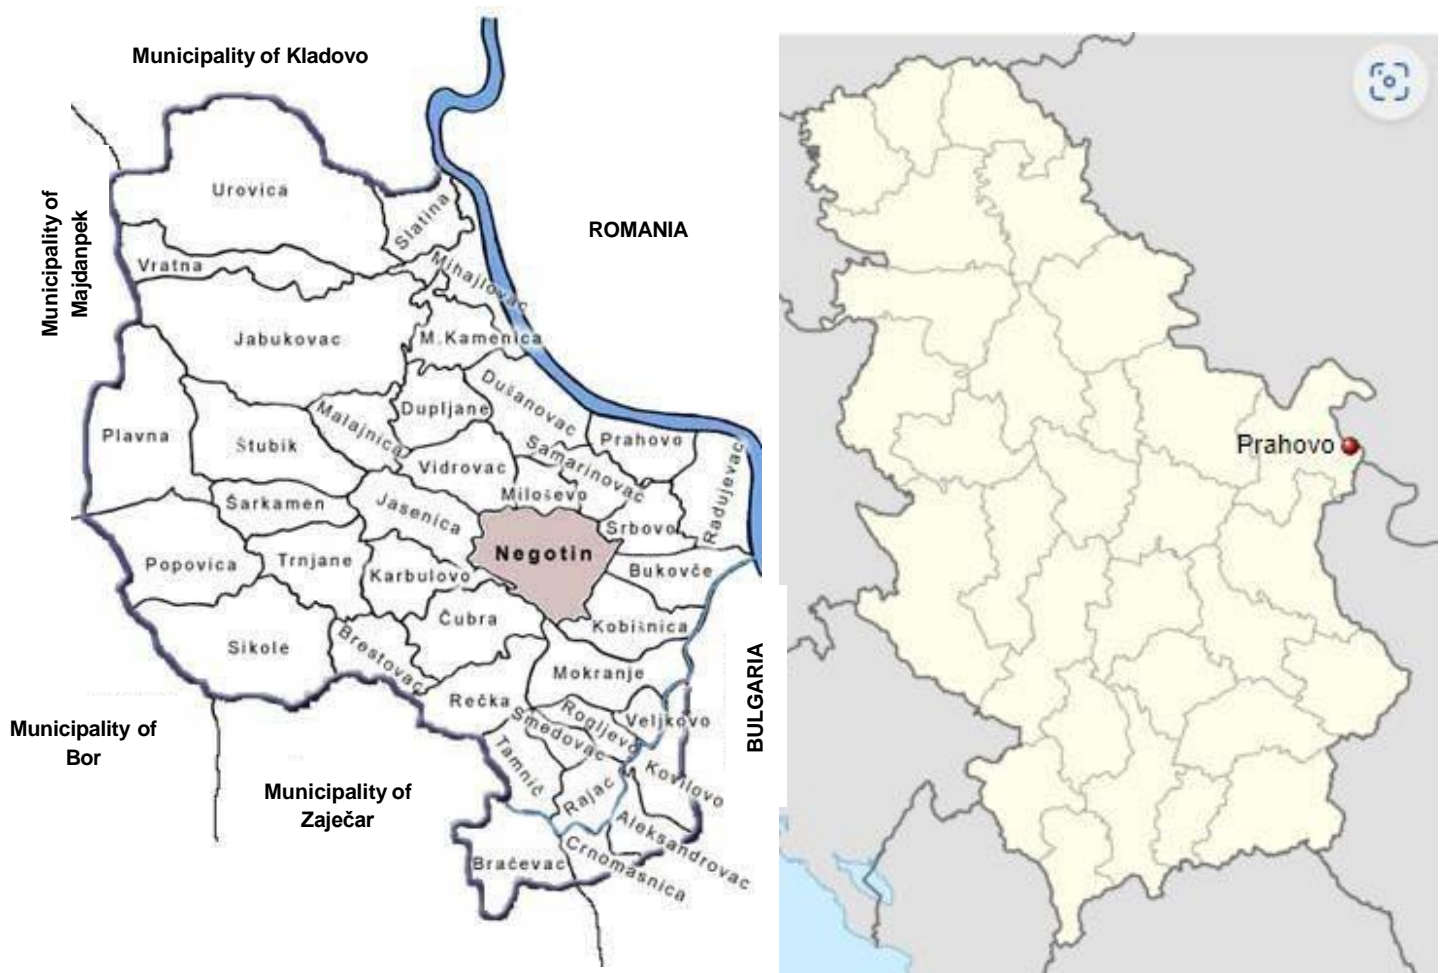 Municipality of Kladovo
Municipality of
Majdanpek
ROMANIA
Urovica
Slatina
Vratna
Mihajlovac
Jabukovac
M.Kamenica
Dušanovac
Dupljane
Malajnica
Plavna
Štubik
Prahovo
Samarinovac
Vidrovac
Radujevac
Miloševo
Šarkamen
Jasenica
Srbovo
Negotin
Popovica
Trnjane
Karbulovo
Bukovče
Čubra
Kobišnica
Sikole
Brestovac
Mokranje
Rečka
Rogljevo
Veljkovo
Smedovac
Tamnič
Kovilovo
Rajac
Aleksandrovac
Crnomasnica
Bračevac
Municipality of
Bor
Municipality of
Zaječar
BULGARIA
Prahovo